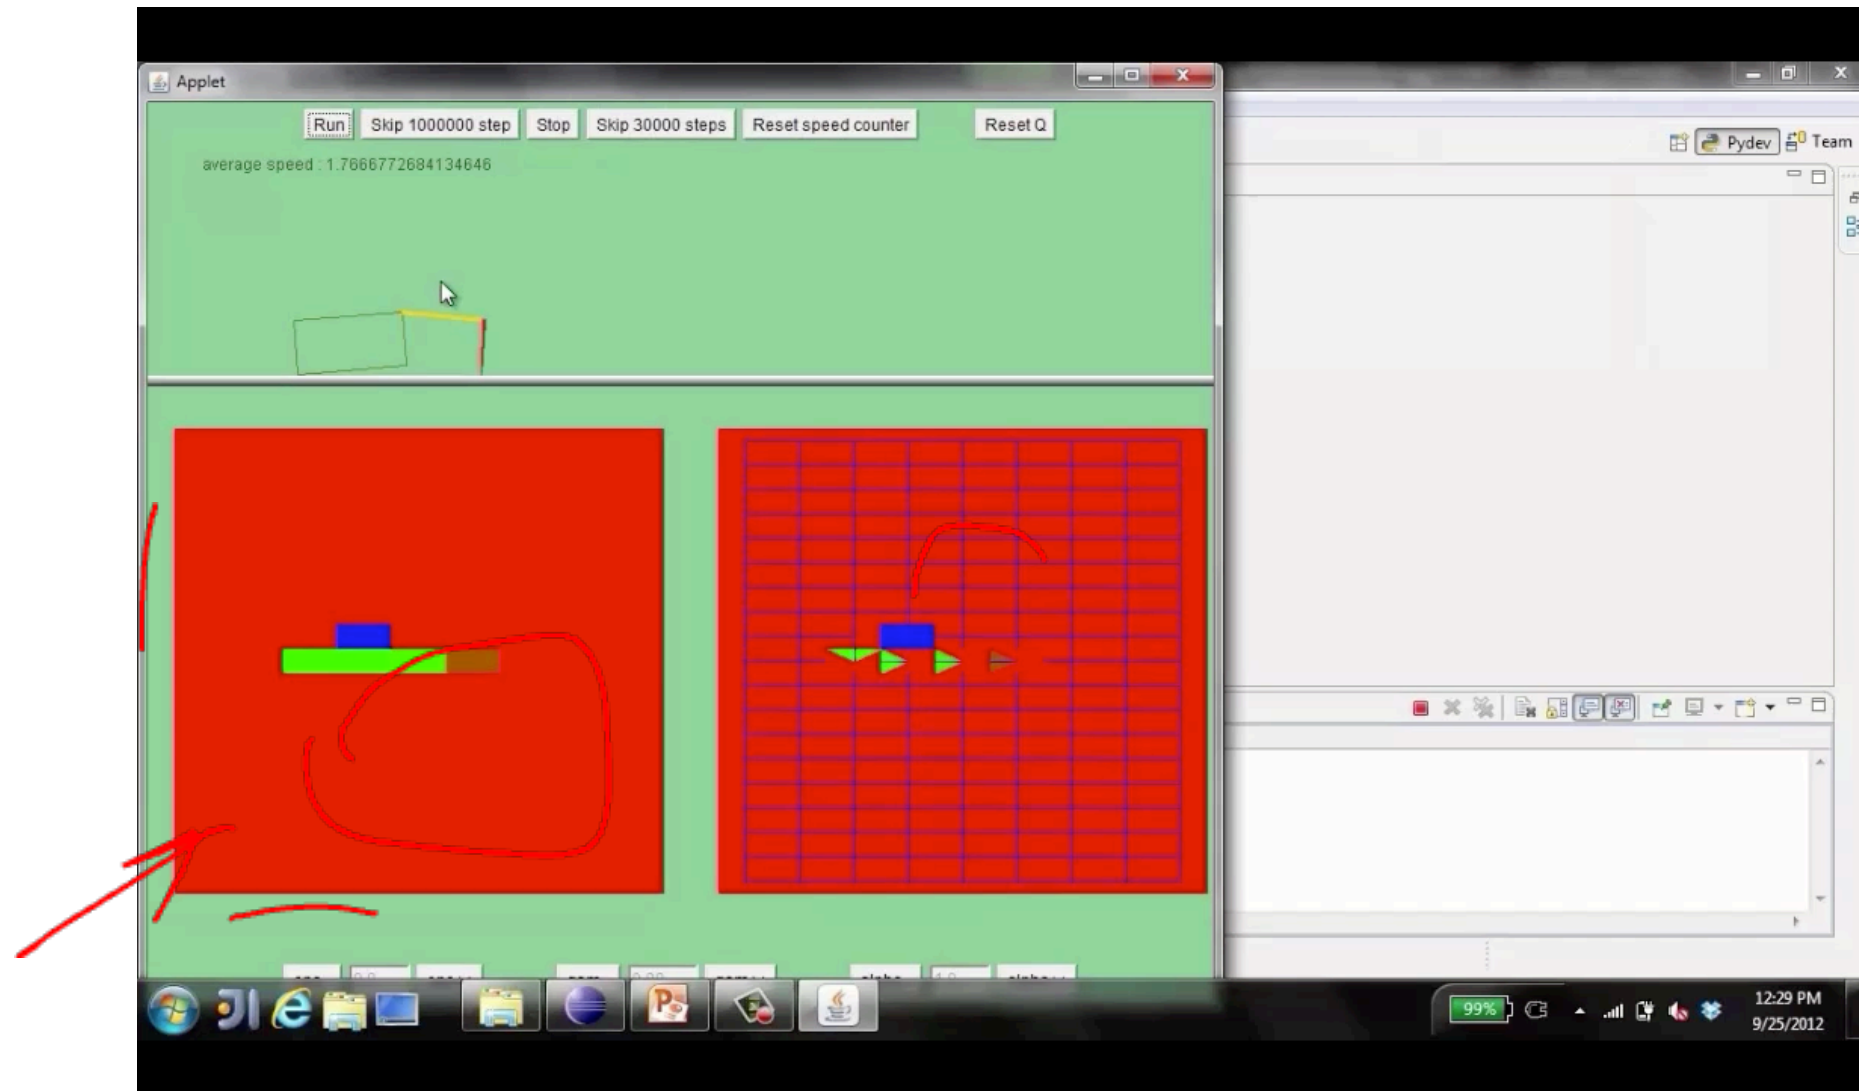 Applet
Run Skip 1000000 step Stop Skip 30000 steps Reset speed counter Reset Q
average speed : 1.7666772684134646
Pydev Team
99%
12:29 PM
9/25/2012